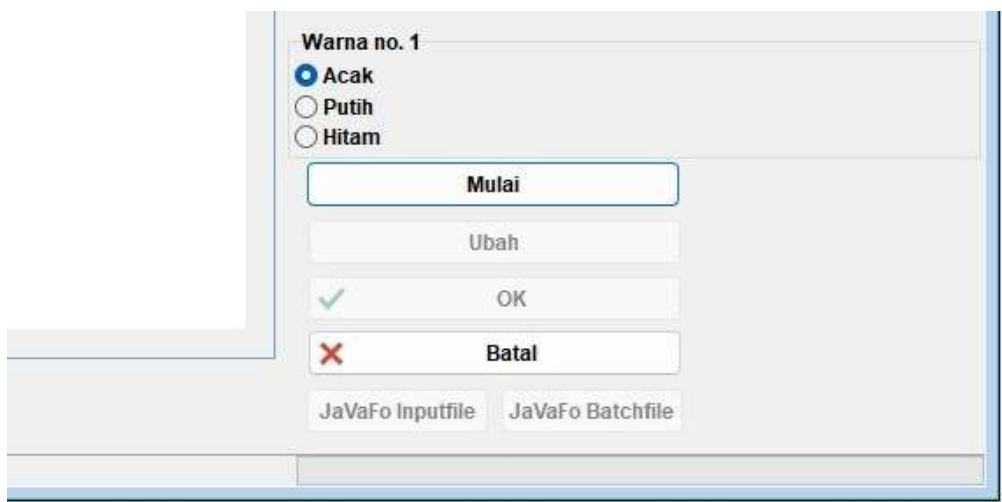 Warna no. 1
Acak
Putih
Hitam
Mulai
Ubah
OK
Batal
JaVaFo Inputfile JaVaFo Batchfile